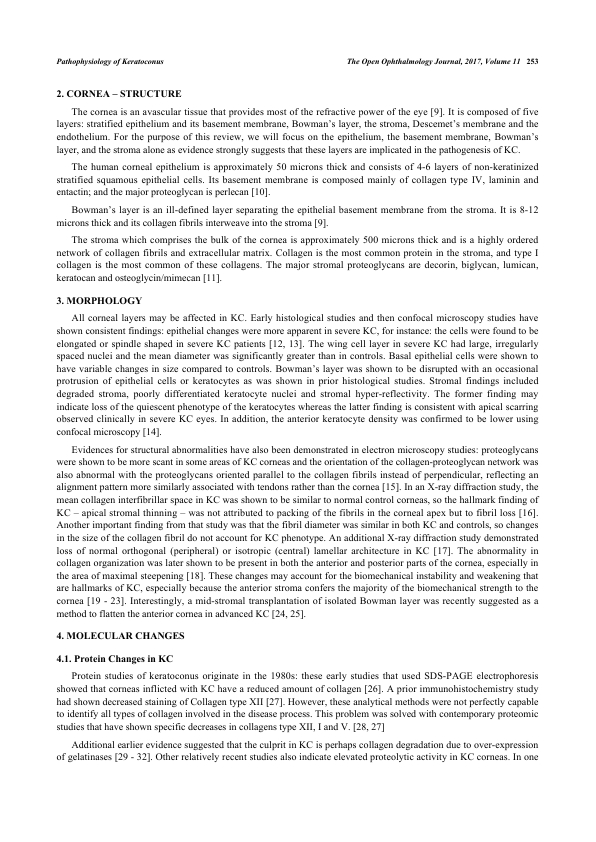 Pathophysiology of Keratoconus
The Open Ophthalmology Journal, 2017, Volume 11 253
2. CORNEA – STRUCTURE
The cornea is an avascular tissue that provides most of the refractive power of the eye [9]. It is composed of five
layers: stratified epithelium and its basement membrane, Bowman's layer, the stroma, Descemet's membrane and the
endothelium. For the purpose of this review, we will focus on the epithelium, the basement membrane, Bowman's
layer, and the stroma alone as evidence strongly suggests that these layers are implicated in the pathogenesis of KC.
The human corneal epithelium is approximately 50 microns thick and consists of 4-6 layers of non-keratinized
stratified squamous epithelial cells. Its basement membrane is composed mainly of collagen type IV, laminin and
entactin; and the major proteoglycan is perlecan [10].
Bowman's layer is an ill-defined layer separating the epithelial basement membrane from the stroma. It is 8-12
microns thick and its collagen fibrils interweave into the stroma [9].
The stroma which comprises the bulk of the cornea is approximately 500 microns thick and is a highly ordered
network of collagen fibrils and extracellular matrix. Collagen is the most common protein in the stroma, and type I
collagen is the most common of these collagens. The major stromal proteoglycans are decorin, biglycan, lumican,
keratocan and osteoglycin/mimecan [11].
3. MORPHOLOGY
All corneal layers may be affected in KC. Early histological studies and then confocal microscopy studies have
shown consistent findings: epithelial changes were more apparent in severe KC, for instance: the cells were found to be
elongated or spindle shaped in severe KC patients [12, 13]. The wing cell layer in severe KC had large, irregularly
spaced nuclei and the mean diameter was significantly greater than in controls. Basal epithelial cells were shown to
have variable changes in size compared to controls. Bowman's layer was shown to be disrupted with an occasional
protrusion of epithelial cells or keratocytes as was shown in prior histological studies. Stromal findings included
degraded stroma, poorly differentiated keratocyte nuclei and stromal hyper-reflectivity. The former finding may
indicate loss of the quiescent phenotype of the keratocytes whereas the latter finding is consistent with apical scarring
observed clinically in severe KC eyes. In addition, the anterior keratocyte density was confirmed to be lower using
confocal microscopy [14].
Evidences for structural abnormalities have also been demonstrated in electron microscopy studies: proteoglycans
were shown to be more scant in some areas of KC corneas and the orientation of the collagen-proteoglycan network was
also abnormal with the proteoglycans oriented parallel to the collagen fibrils instead of perpendicular, reflecting an
alignment pattern more similarly associated with tendons rather than the cornea [15]. In an X-ray diffraction study, the
mean collagen interfibrillar space in KC was shown to be similar to normal control corneas, so the hallmark finding of
KC – apical stromal thinning – was not attributed to packing of the fibrils in the corneal apex but to fibril loss [16].
Another important finding from that study was that the fibril diameter was similar in both KC and controls, so changes
in the size of the collagen fibril do not account for KC phenotype. An additional X-ray diffraction study demonstrated
loss of normal orthogonal (peripheral) or isotropic (central) lamellar architecture in KC [17]. The abnormality in
collagen organization was later shown to be present in both the anterior and posterior parts of the cornea, especially in
the area of maximal steepening [18]. These changes may account for the biomechanical instability and weakening that
are hallmarks of KC, especially because the anterior stroma confers the majority of the biomechanical strength to the
cornea [19 - 23]. Interestingly, a mid-stromal transplantation of isolated Bowman layer was recently suggested as a
method to flatten the anterior cornea in advanced KC [24, 25].
4. MOLECULAR CHANGES
4.1. Protein Changes in KC
Protein studies of keratoconus originate in the 1980s: these early studies that used SDS-PAGE electrophoresis
showed that corneas inflicted with KC have a reduced amount of collagen [26]. A prior immunohistochemistry study
had shown decreased staining of Collagen type XII [27]. However, these analytical methods were not perfectly capable
to identify all types of collagen involved in the disease process. This problem was solved with contemporary proteomic
studies that have shown specific decreases in collagens type XII, I and V. [28, 27]
Additional earlier evidence suggested that the culprit in KC is perhaps collagen degradation due to over-expression
of gelatinases [29 - 32]. Other relatively recent studies also indicate elevated proteolytic activity in KC corneas. In one